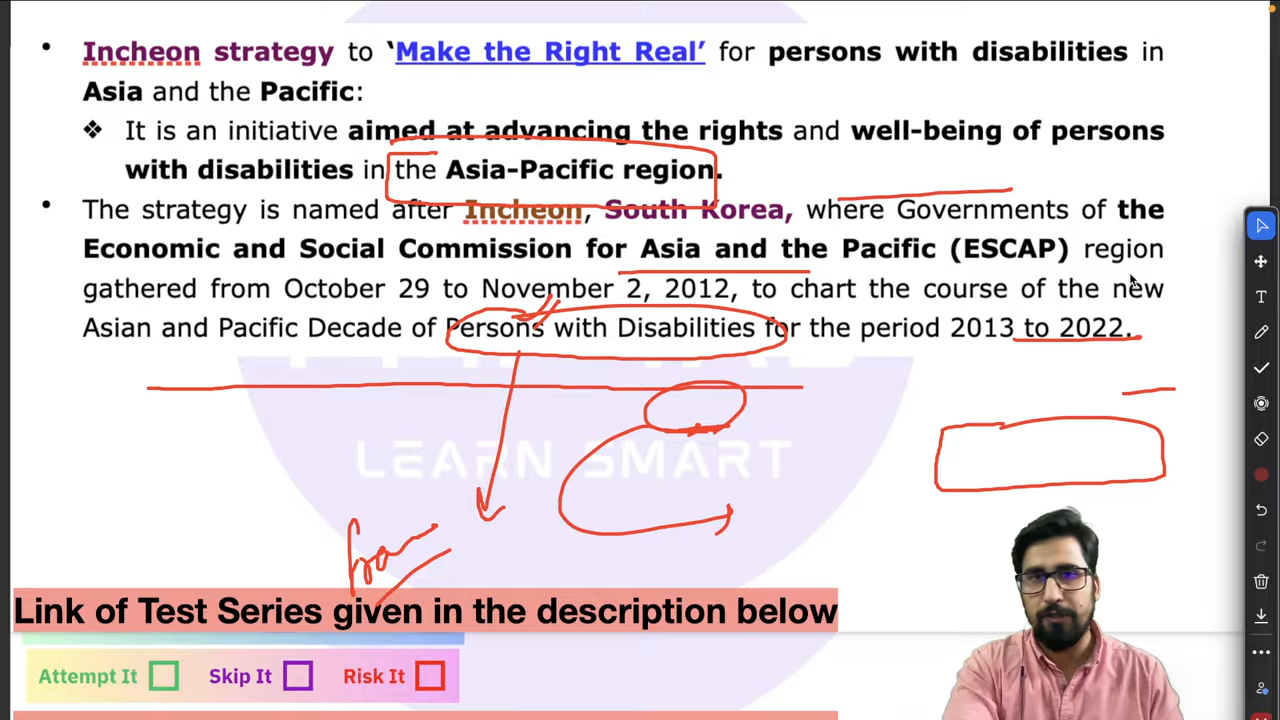 • Incheon strategy to ‘Make the Right Real’ for persons with disabilities in
Asia and the Pacific:
❖ It is an initiative aimed at advancing the rights and well-being of persons
with disabilities in the Asia-Pacific region.
• The strategy is named after Incheon, South Korea, where Governments of the
Economic and Social Commission for Asia and the Pacific (ESCAP) region
gathered from October 29 to November 2, 2012, to chart the course of the new
Asian and Pacific Decade of Persons with Disabilities for the period 2013 to 2022.
LEARN SMART
Link of Test Series given in the description below
Attempt It Skip It Risk It